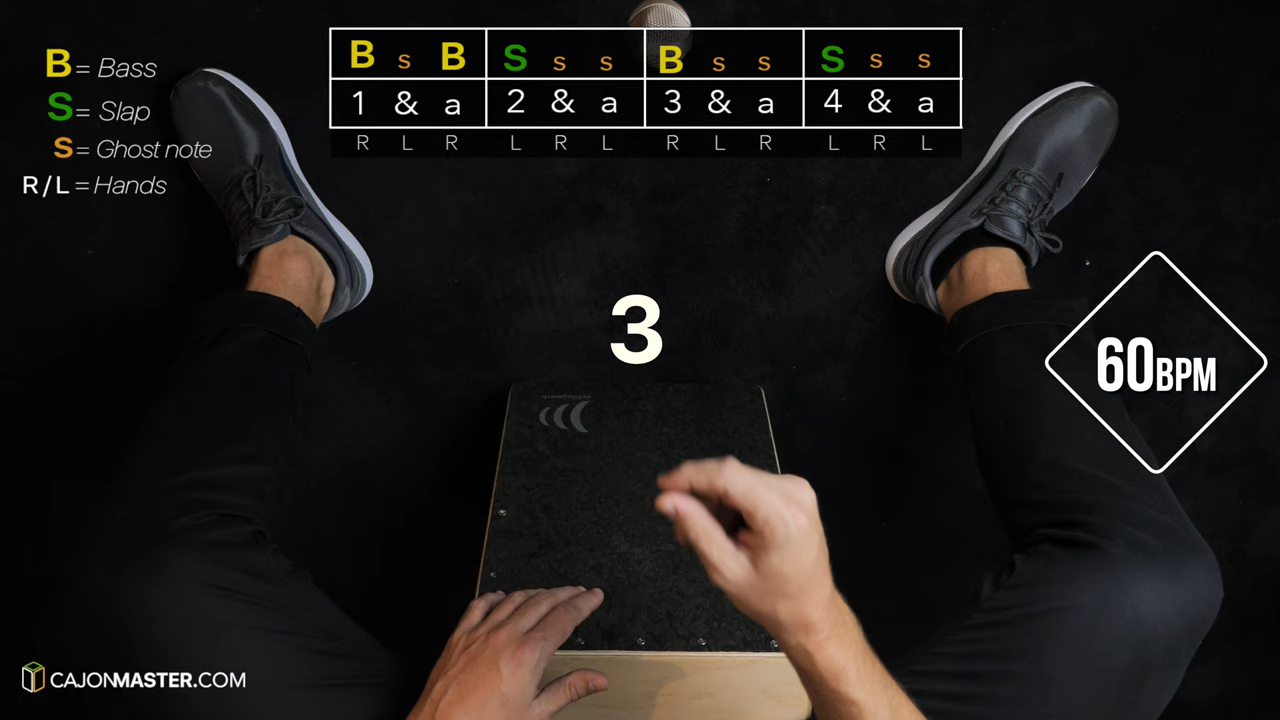 B = Bass
S = Slap
s = Ghost note
R / L = Hands
B s B S s s B s s S s s
1 & a 2 & a 3 & a 4 & a
R L R L R L R L R L R L
3
60BPM
CAJONMASTER.COM